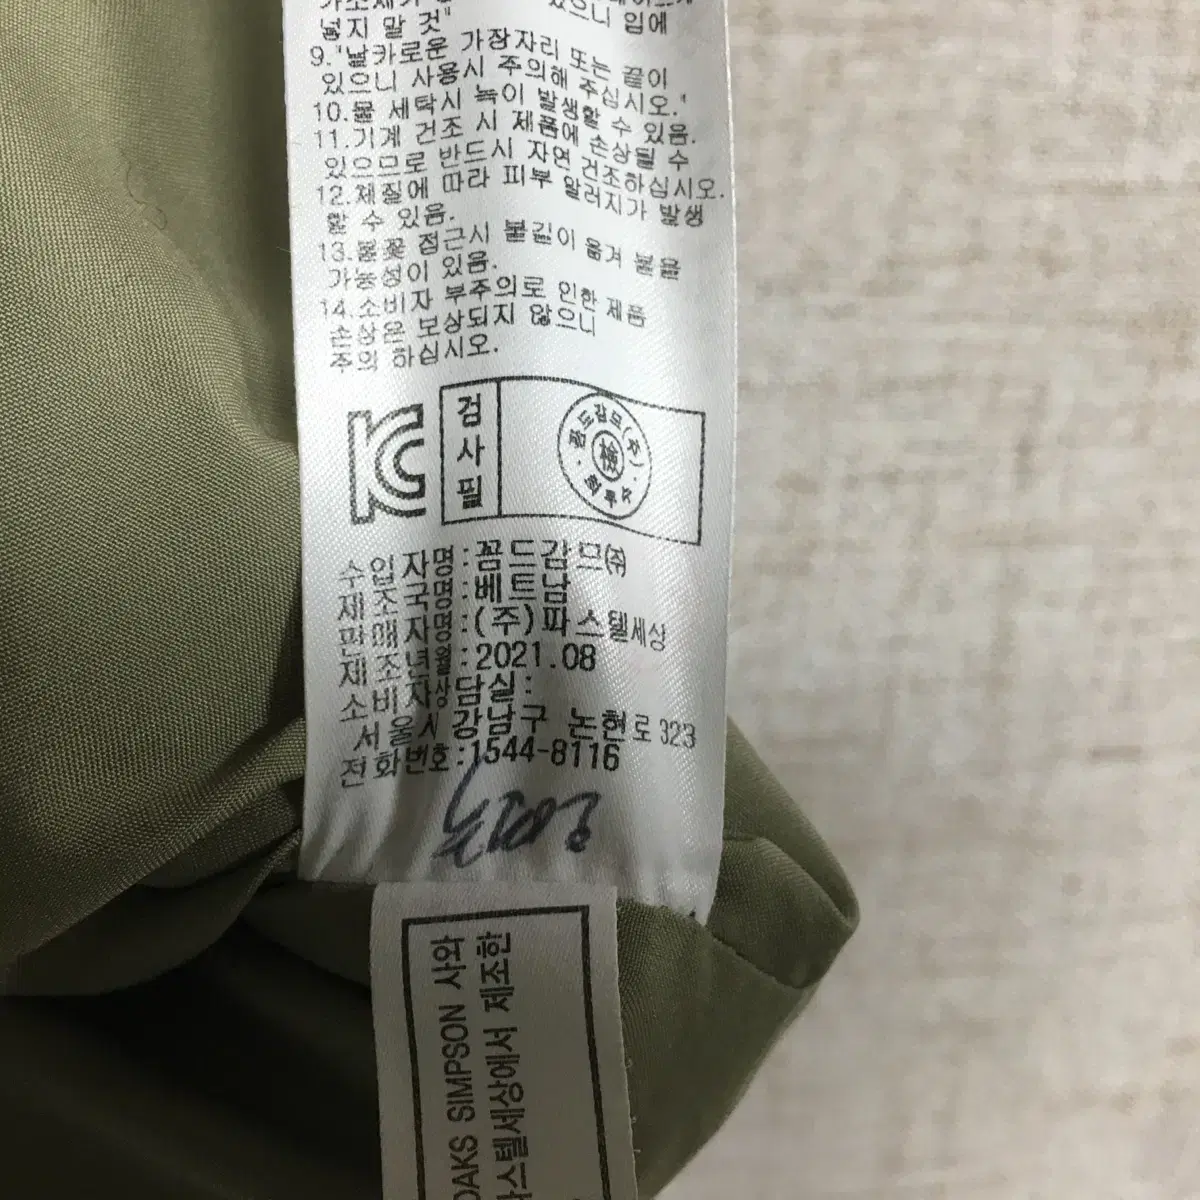 넣지 말 것"
9."날카로운 가장자리 또는 끝이
있으니 사용시 주의해 주십시오."
10.물 세탁시 녹이 발생할 수 있음.
11.기계 건조 시 제품에 손상될 수
있으므로 반드시 자연 건조하십시오.
12.체질에 따라 피부 알러지가 발생
할 수 있음.
13.불꽃 접근시 불길이 옮겨 붙을
가능성이 있음.
14.소비자 부주의로 인한 제품
손상은 보상되지 않으니
주의 하십시오.
검사필
꼼드감므(주)
檢
수입자명:꼼드감므㈜
제조국명:베트남
판매자명:(주)파스텔세상
제조년월:2021.08
소비자상담실:
서울시 강남구 논현로 323
전화번호:1544-8116
DAKS SIMPSON 사와
파스텔세상에서 제조한